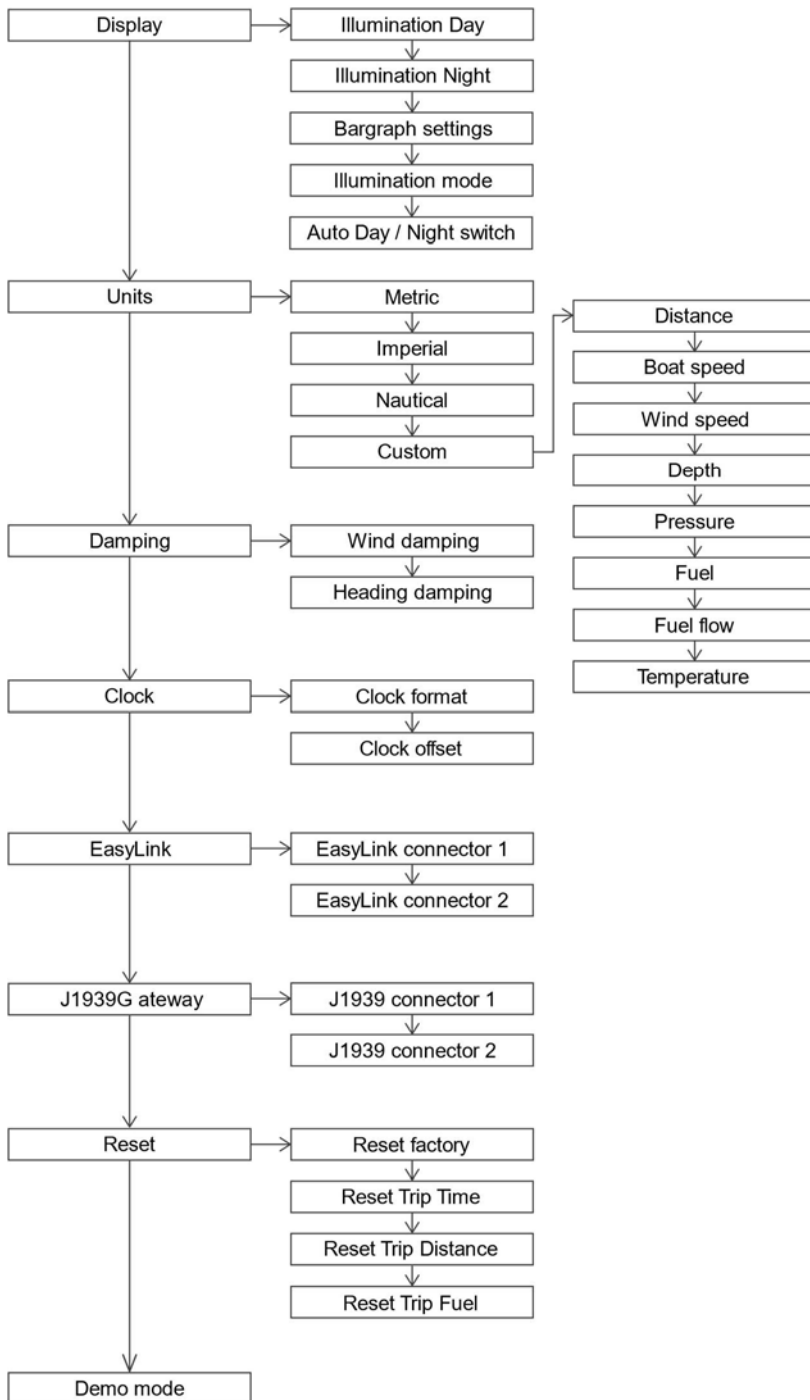 Display
Illumination Day
Illumination Night
Bargraph settings
Illumination mode
Auto Day / Night switch
Units
Metric
Imperial
Nautical
Custom
Distance
Boat speed
Wind speed
Depth
Pressure
Fuel
Fuel flow
Temperature
Damping
Wind damping
Heading damping
Clock
Clock format
Clock offset
EasyLink
EasyLink connector 1
EasyLink connector 2
J1939G ateway
J1939 connector 1
J1939 connector 2
Reset
Reset factory
Reset Trip Time
Reset Trip Distance
Reset Trip Fuel
Demo mode